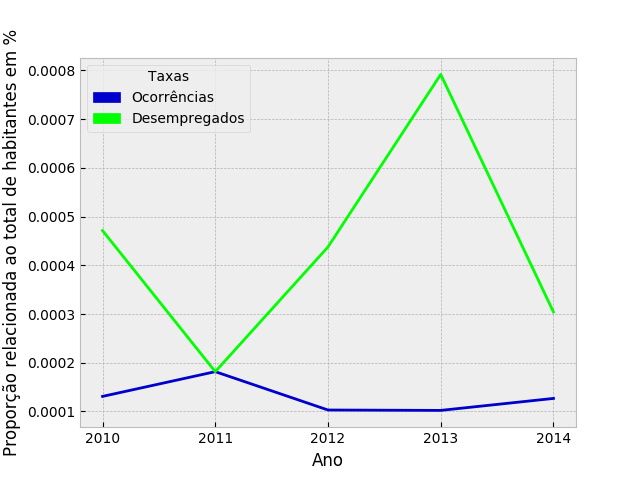 Proporção relacionada ao total de habitantes em %
0.0008
0.0007
0.0006
0.0005
0.0004
0.0003
0.0002
0.0001
Taxas
Ocorrências
Desempregados
2010 2011 2012 2013 2014
Ano